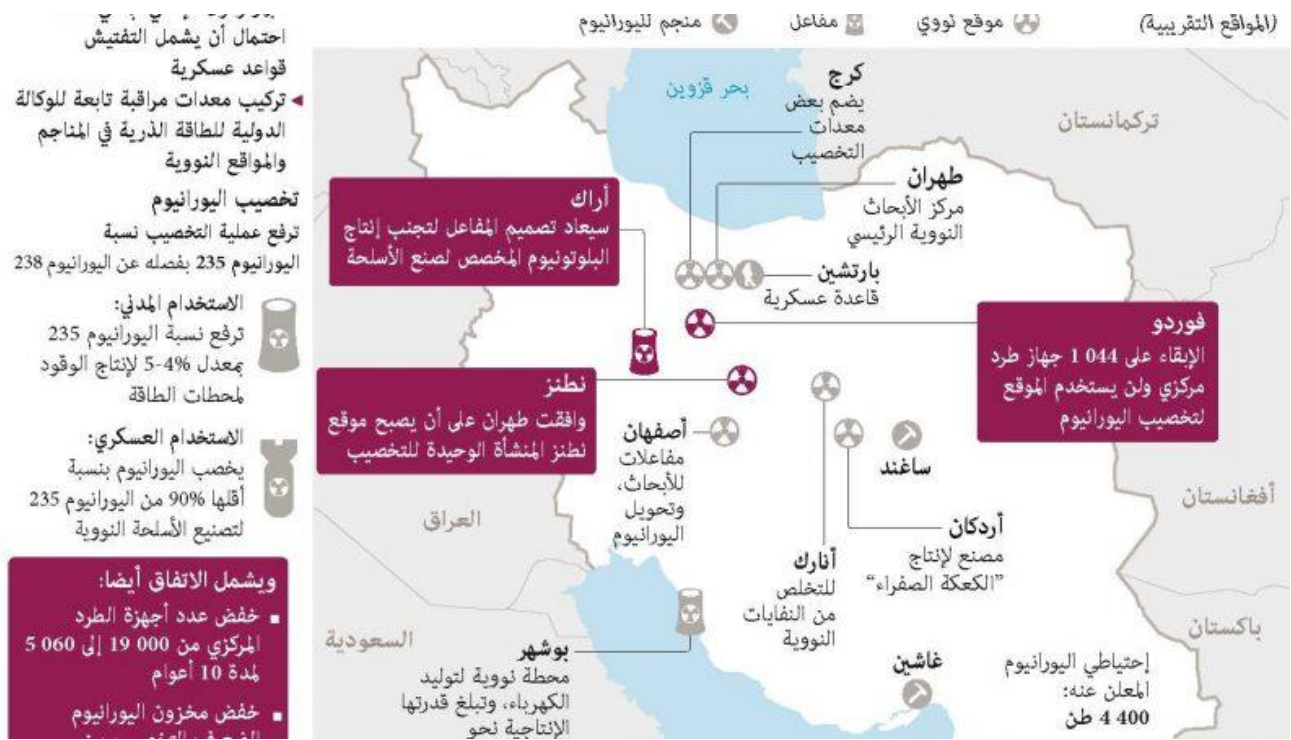 (المواقع التقريبية)
موقع نووي
مفاعل
منجم لليورانيوم
تركمانستان
بحر قزوين
كرج
يضم بعض
معدات
التخصيب
طهران
مركز الأبحاث
النووية الرئيسي
بارتشين
قاعدة عسكرية
أراك
سيعاد تصميم المفاعل لتجنب إنتاج
البلوتونيوم المخصص لصنع الأسلحة
فوردو
الإبقاء على 044 1 جهاز طرد
مركزي ولن يستخدم الموقع
لتخصيب اليورانيوم
نطنز
وافقت طهران على أن يصبح موقع
نطنز المنشأة الوحيدة للتخصيب
أصفهان
مفاعلات
للأبحاث،
وتحويل
اليورانيوم
ساغند
أفغانستان
العراق
أردكان
مصنع لإنتاج
"الكعكة الصفراء"
أنارك
للتخلص
من النفايات
النووية
باكستان
السعودية
بوشهر
محطة نووية لتوليد
الكهرباء، وتبلغ قدرتها
الإنتاجية نحو
غاشين
إحتياطي اليورانيوم
المعلن عنه:
400 4 طن
احتمال أن يشمل التفتيش
قواعد عسكرية
تركيب معدات مراقبة تابعة للوكالة
الدولية للطاقة الذرية في المناجم
والمواقع النووية
تخصيب اليورانيوم
ترفع عملية التخصيب نسبة
اليورانيوم 235 بفصله عن اليورانيوم 238
الاستخدام المدني:
ترفع نسبة اليورانيوم 235
بمعدل 4%-5 لإنتاج الوقود
لمحطات الطاقة
الاستخدام العسكري:
يخصب اليورانيوم بنسبة
أقلها 90% من اليورانيوم 235
لتصنيع الأسلحة النووية
ويشمل الاتفاق أيضا:
خفض عدد أجهزة الطرد
المركزي من 000 19 إلى 060 5
لمدة 10 أعوام
خفض مخزون اليورانيوم